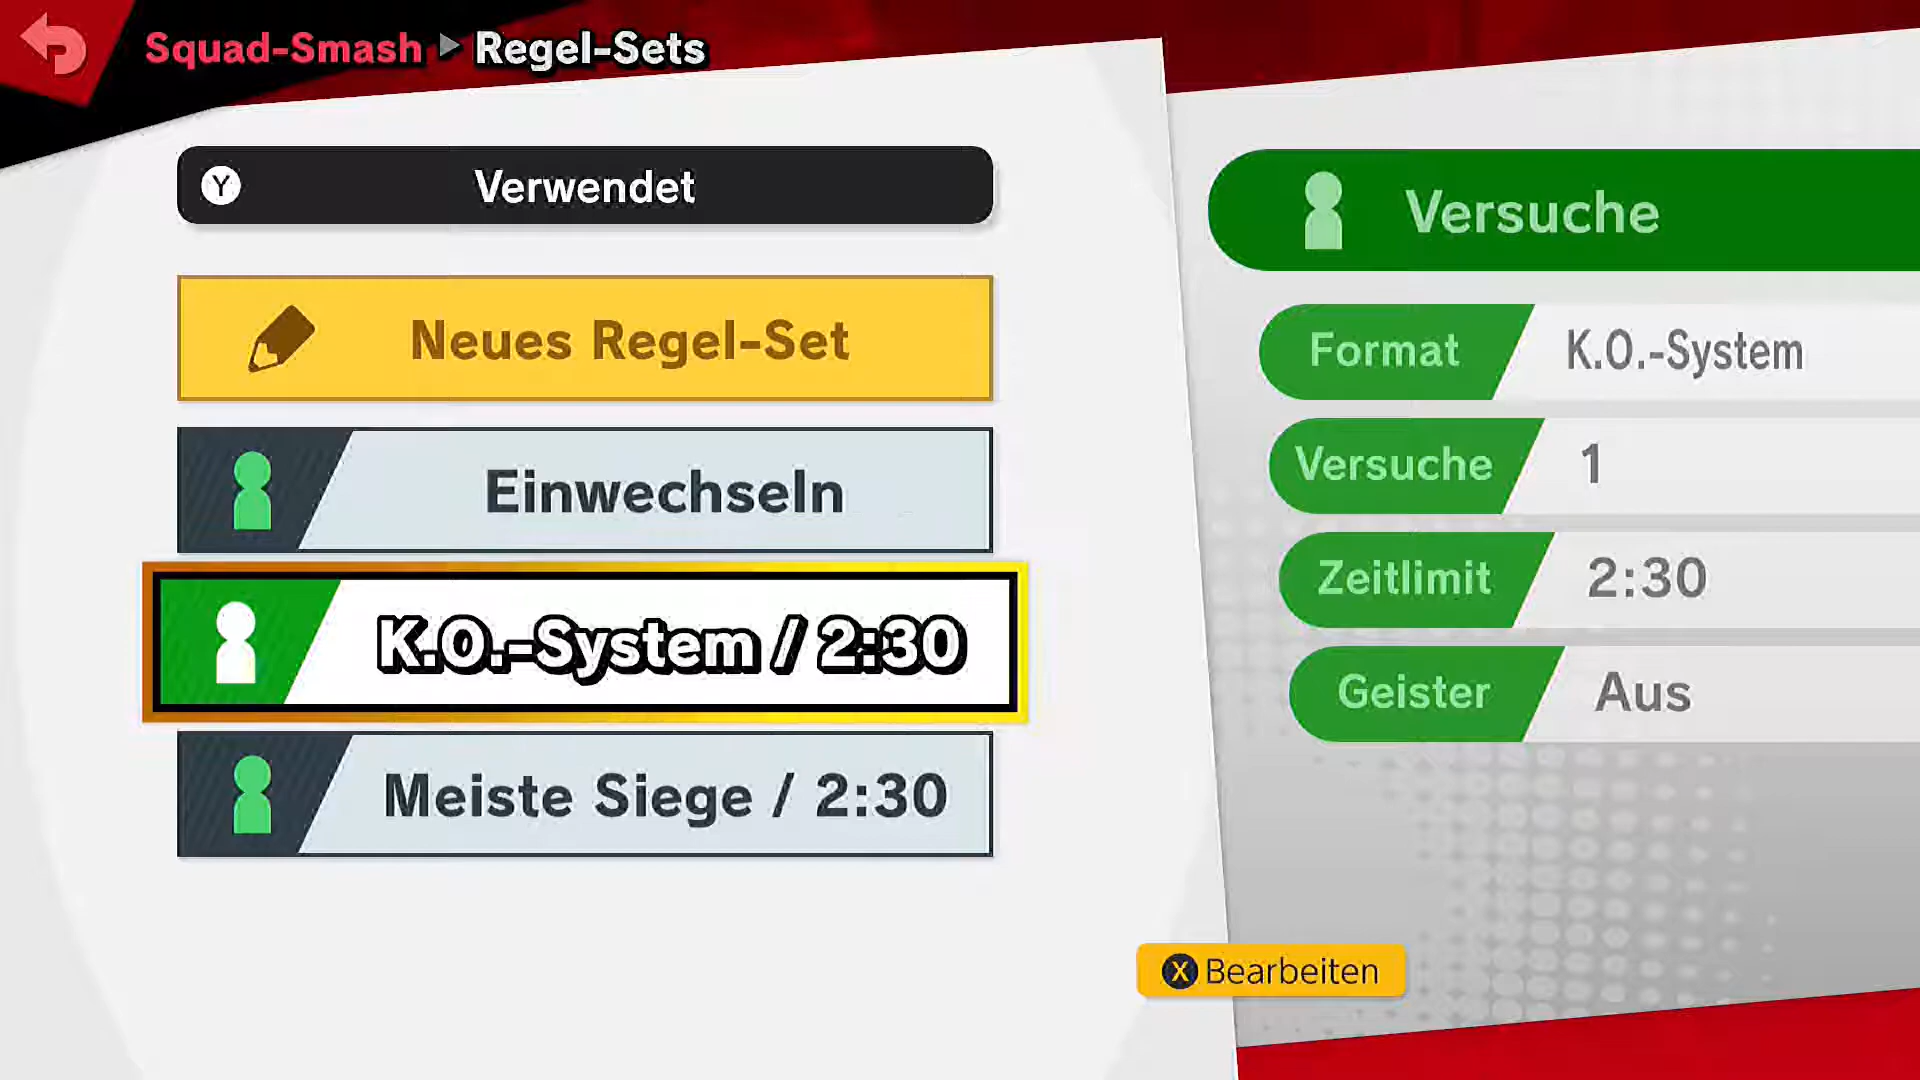 Squad-Smash ▶ Regel-Sets
Y Verwendet
Neues Regel-Set
Einwechseln
K.O.-System / 2:30
Meiste Siege / 2:30
Versuche
Format K.O.-System
Versuche 1
Zeitlimit 2:30
Geister Aus
X Bearbeiten